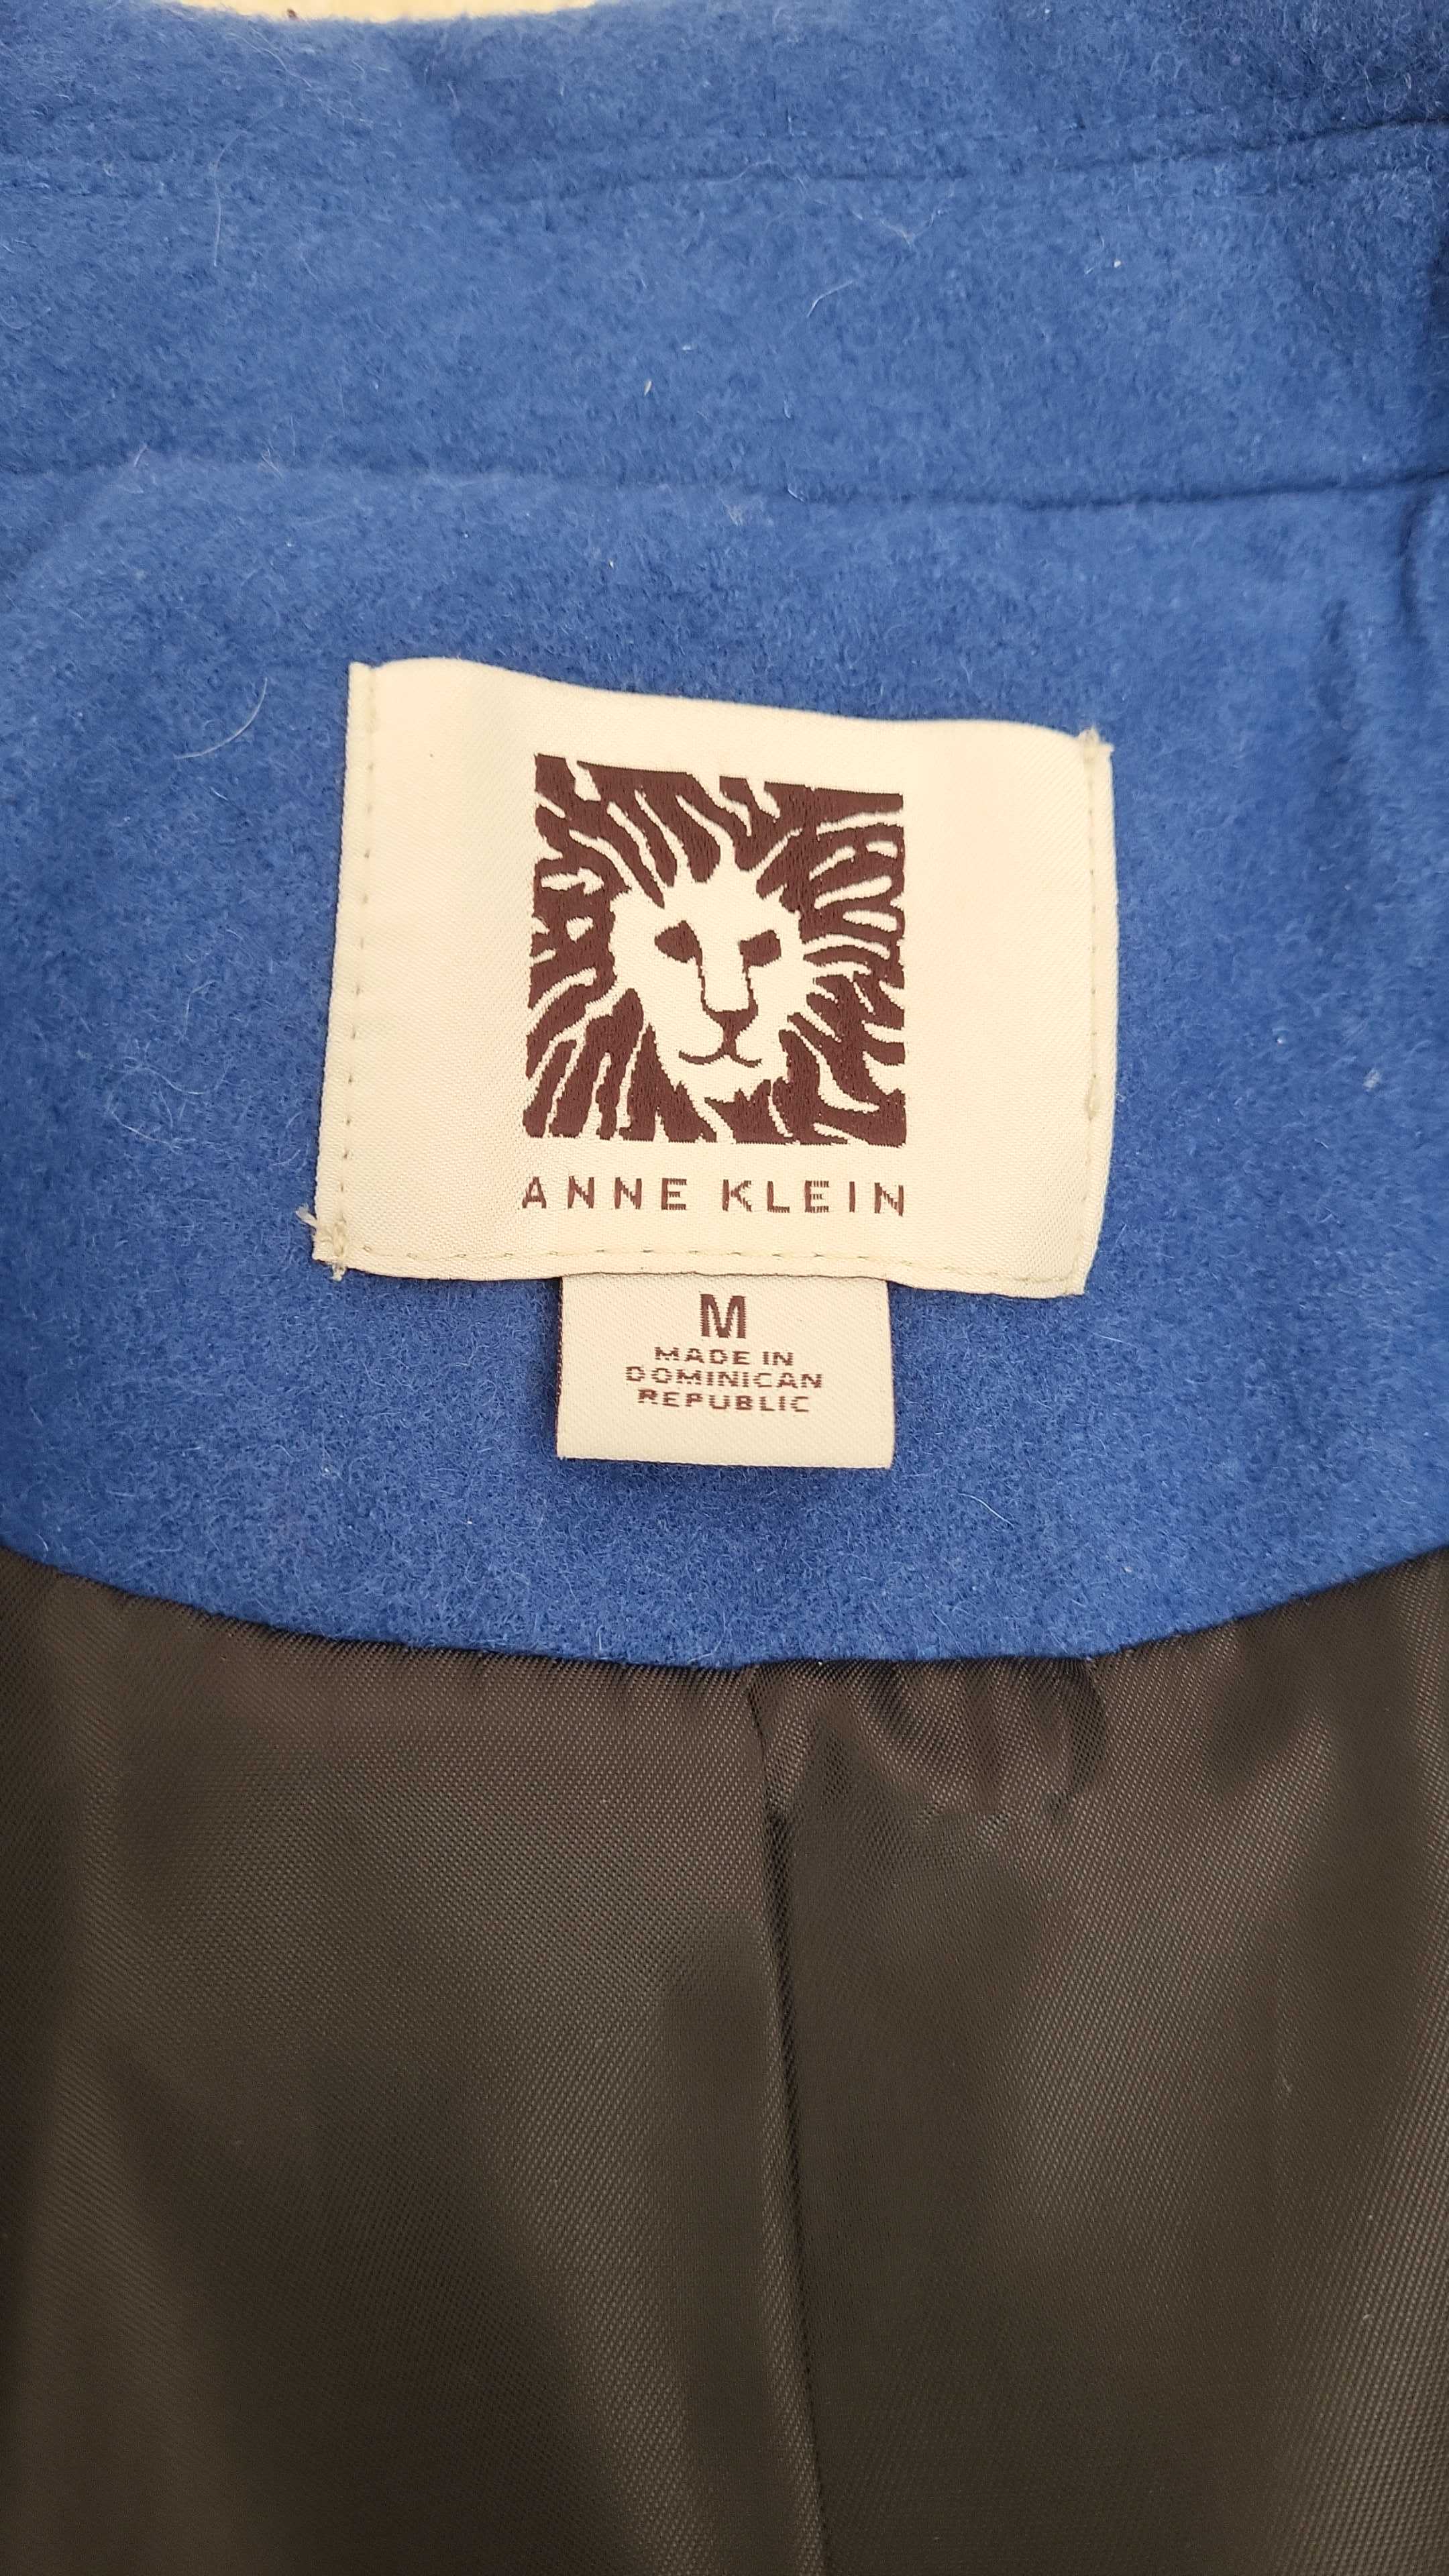 ANNE KLEIN
M
MADE IN
DOMINICAN
REPUBLIC